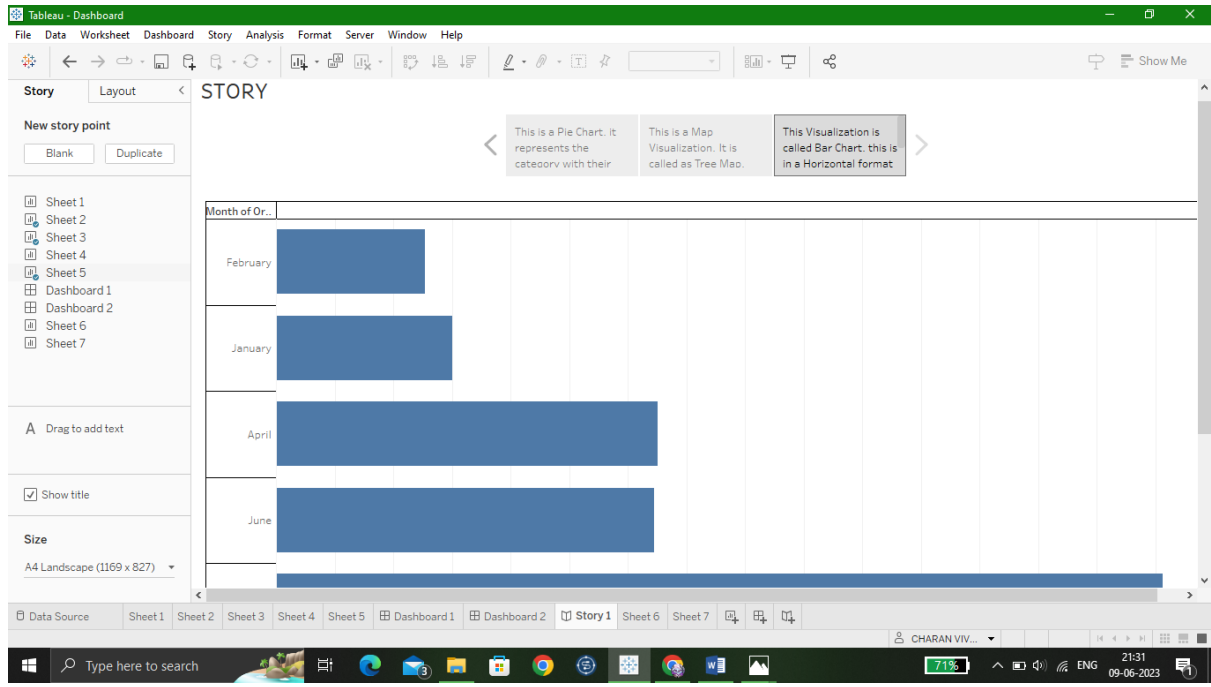 Tableau - Dashboard
File Data Worksheet Dashboard Story Analysis Format Server Window Help
Show Me
Story Layout
STORY
New story point
Blank Duplicate
This is a Pie Chart. it
represents the
category with their
This is a Map
Visualization. It is
called as Tree Map.
This Visualization is
called Bar Chart. this is
in a Horizontal format
Sheet 1
Sheet 2
Sheet 3
Sheet 4
Sheet 5
Dashboard 1
Dashboard 2
Sheet 6
Sheet 7
Month of Or..
February
January
April
June
A Drag to add text
Show title
Size
A4 Landscape (1169 x 827)
Data Source Sheet 1 Sheet 2 Sheet 3 Sheet 4 Sheet 5 Dashboard 1 Dashboard 2 Story 1 Sheet 6 Sheet 7
CHARAN VIV...
Type here to search
3
71%
ENG
21:31
09-06-2023
1